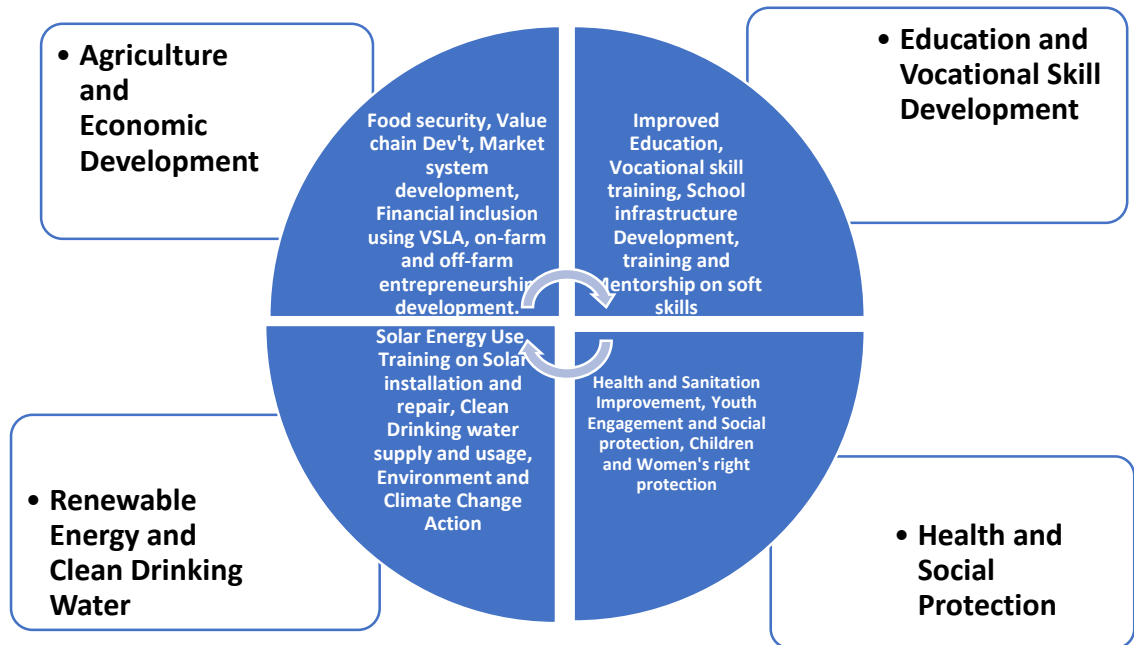 • Agriculture
and
Economic
Development
Food security, Value
chain Dev't, Market
system
development,
Financial inclusion
using VSLA, on-farm
and off-farm
entrepreneurship
development.
Improved
Education,
Vocational skill
training, School
infrastructure
Development,
training and
Mentorship on soft
skills
• Education and
Vocational Skill
Development
• Renewable
Energy and
Clean Drinking
Water
Solar Energy Use,
Training on Solar
installation and
repair, Clean
Drinking water
supply and usage,
Environment and
Climate Change
Action
Health and Sanitation
Improvement, Youth
Engagement and Social
protection, Children
and Women's right
protection
• Health and
Social
Protection